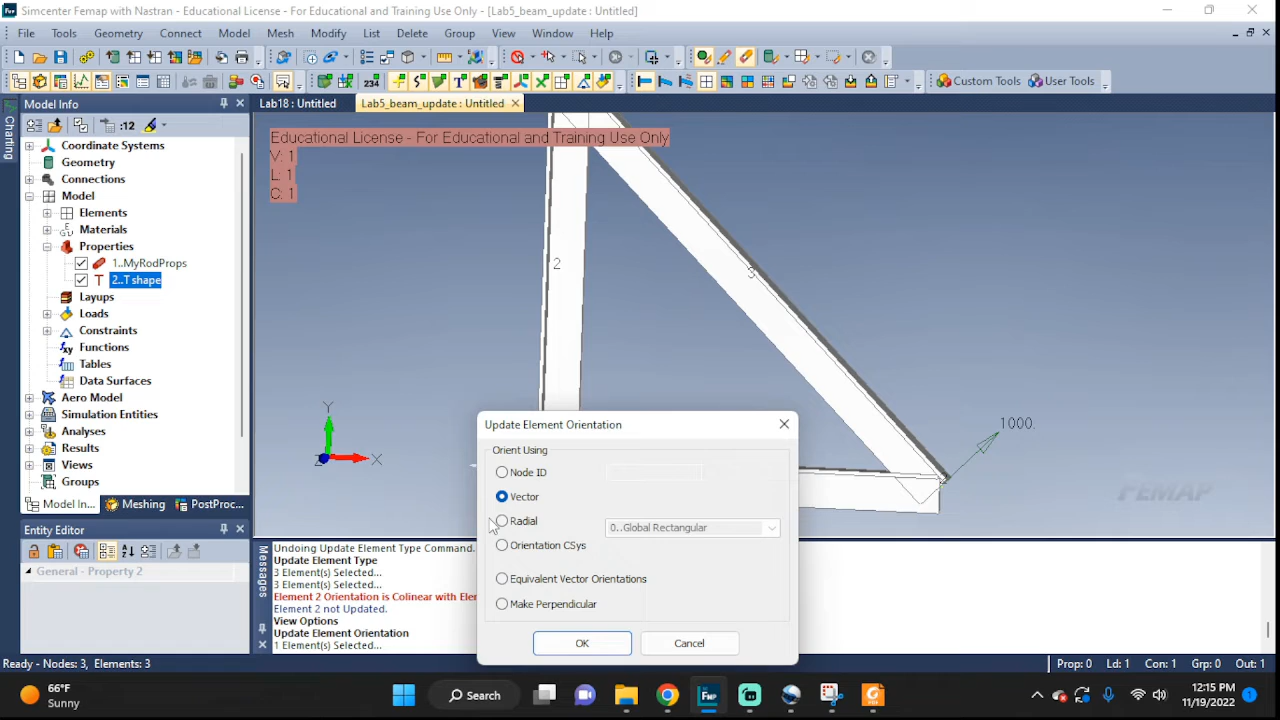 Simcenter Femap with Nastran - Educational License - For Educational and Training Use Only - [Lab5_beam_update : Untitled]
File Tools Geometry Connect Model Mesh Modify List Delete Group View Window Help
234
Custom Tools User Tools
Model Info
Lab18 : Untitled
Lab5_beam_update : Untitled
:12
Charting
Coordinate Systems
Geometry
Connections
Model
Elements
Materials
Properties
1..MyRodProps
2..T shape
Layups
Loads
Constraints
Functions
Tables
Data Surfaces
Aero Model
Simulation Entities
Analyses
Results
Views
Groups
Model In...
Meshing
PostProc...
Entity Editor
General - Property 2
Educational License - For Educational and Training Use Only
V: 1
L: 1
C: 1
2
3
1000.
Y
X
Z
FEMAP
Update Element Orientation
Orient Using
Node ID
Vector
Radial
0..Global Rectangular
Orientation CSys
Equivalent Vector Orientations
Make Perpendicular
OK
Cancel
Messages
Undoing Update Element Type Command.
Update Element Type
3 Element(s) Selected...
3 Element(s) Selected...
Element 2 Orientation is Colinear with Ele
Element 2 not Updated.
View Options
Update Element Orientation
1 Element(s) Selected...
Ready - Nodes: 3, Elements: 3
Prop: 0 Ld: 1 Con: 1 Grp: 0 Out: 1
66°F
Sunny
Search
FMP
12:15 PM
11/19/2022
1